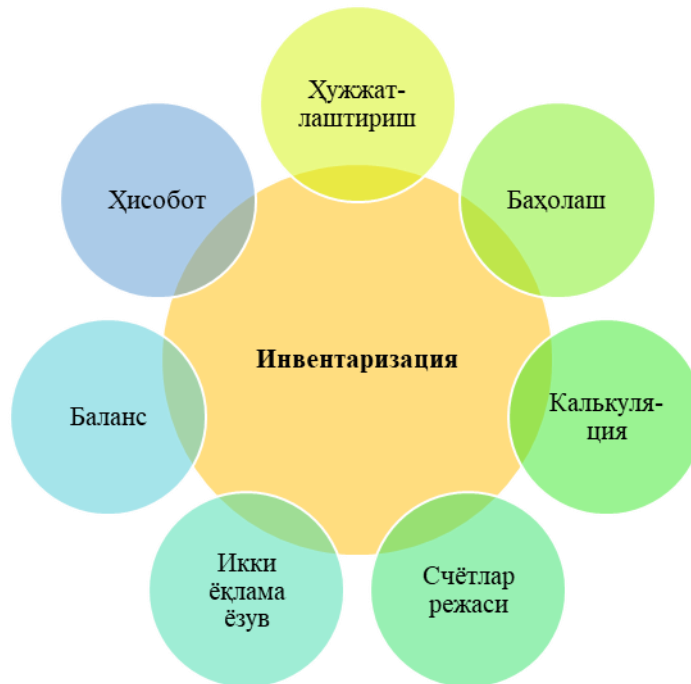 Ҳужжат-
лаштириш
Баҳолаш
Калькуля-
ция
Счётлар
режаси
Икки
ёқлама
ёзув
Баланс
Ҳисобот
Инвентаризация